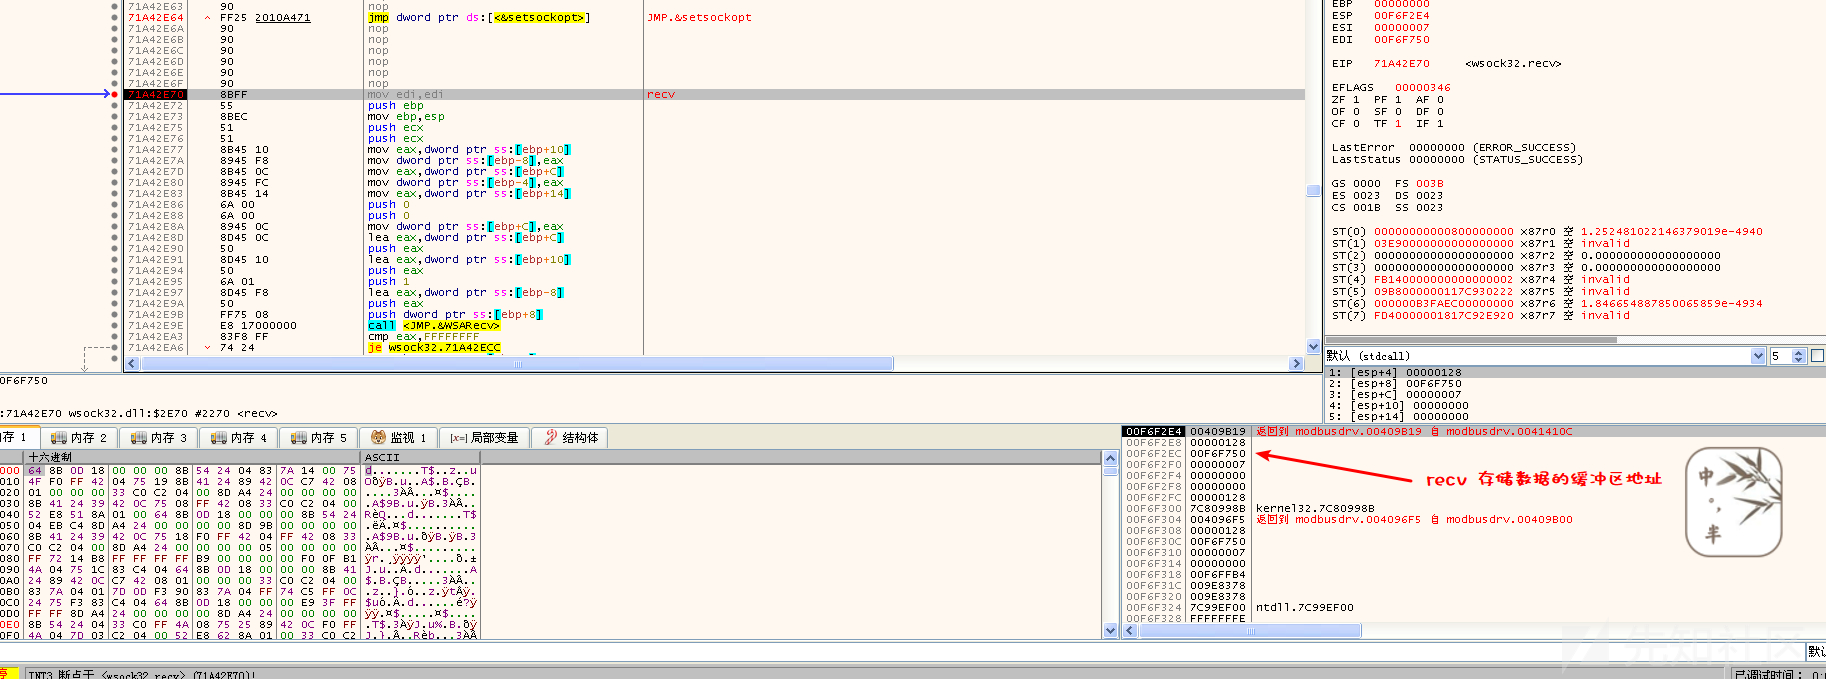 71A42E63 90 nop
71A42E64 FF25 2010A471 jmp dword ptr ds:[<&setsockopt>] JMP.&setsockopt
71A42E6A 90 nop
71A42E6B 90 nop
71A42E6C 90 nop
71A42E6D 90 nop
71A42E6E 90 nop
71A42E6F 90 nop
71A42E70 8BFF mov edi,edi recv
71A42E72 55 push ebp
71A42E73 8BEC mov ebp,esp
71A42E75 51 push ecx
71A42E76 51 push ecx
71A42E77 8B45 10 mov eax,dword ptr ss:[ebp+10]
71A42E7A 8945 F8 mov dword ptr ss:[ebp-8],eax
71A42E7D 8B45 0C mov eax,dword ptr ss:[ebp+C]
71A42E80 8945 FC mov dword ptr ss:[ebp-4],eax
71A42E83 8B45 14 mov eax,dword ptr ss:[ebp+14]
71A42E86 6A 00 push 0
71A42E88 6A 00 push 0
71A42E8A 8945 0C mov dword ptr ss:[ebp+C],eax
71A42E8D 8D45 0C lea eax,dword ptr ss:[ebp+C]
71A42E90 50 push eax
71A42E91 8D45 10 lea eax,dword ptr ss:[ebp+10]
71A42E94 50 push eax
71A42E95 6A 01 push 1
71A42E97 8D45 F8 lea eax,dword ptr ss:[ebp-8]
71A42E9A 50 push eax
71A42E9B FF75 08 push dword ptr ss:[ebp+8]
71A42E9E E8 17000000 call <JMP.&WSARecv>
71A42EA3 83F8 FF cmp eax,FFFFFFFF
71A42EA6 74 24 je wsock32.71A42ECC
EBP 00000000
ESP 00F6F2E4
ESI 00000007
EDI 00F6F750
EIP 71A42E70 <wsock32.recv>
EFLAGS 00000346
ZF 1 PF 1 AF 0
OF 0 SF 0 DF 0
CF 0 TF 1 IF 1
LastError 00000000 (ERROR_SUCCESS)
LastStatus 00000000 (STATUS_SUCCESS)
GS 0000 FS 003B
ES 0023 DS 0023
CS 001B SS 0023
ST(0) 00000000000800000000 x87r0 空 1.252481022146379019e-4940
ST(1) 03E90000000000000000 x87r1 空 invalid
ST(2) 00000000000000000000 x87r2 空 0.000000000000000000
ST(3) 00000000000000000000 x87r3 空 0.000000000000000000
ST(4) FB140000000000000002 x87r4 空 invalid
ST(5) 09B8000000117C930222 x87r5 空 invalid
ST(6) 000000B3FAEC00000000 x87r6 空 1.846654887850065859e-4934
ST(7) FD40000001817C92E920 x87r7 空 invalid
默认 (stdcall) 5
1: [esp+4] 00000128
2: [esp+8] 00F6F750
3: [esp+C] 00000007
4: [esp+10] 00000000
5: [esp+14] 00000000
0F6F750
:71A42E70 wsock32.dll:$2E70 #2270 <recv>
内存 1 内存 2 内存 3 内存 4 内存 5 监视 1 [x=] 局部变量 结构体
十六进制 ASCII
000 64 8B 0D 18 00 00 00 8B 54 24 04 83 7A 14 00 75
010 4F F0 FF 42 04 75 19 8B 41 24 89 42 0C C7 42 08
020 01 00 00 00 33 C0 C2 04 00 8D A4 24 00 00 00 00
030 8B 41 24 39 42 0C 75 08 FF 42 08 33 C0 C2 04 00
040 52 E8 51 8A 01 00 64 8B 0D 18 00 00 00 8B 54 24
050 04 EB C4 8D A4 24 00 00 00 00 8D 9B 00 00 00 00
060 8B 41 24 39 42 0C 75 18 F0 FF 42 04 FF 42 08 33
070 C0 C2 04 00 8D A4 24 00 00 00 00 05 00 00 00 00
080 FF 72 14 B8 FF FF FF FF B9 00 00 00 00 F0 0F B1
090 4A 04 75 1C 83 C4 04 64 8B 0D 18 00 00 00 8B 41
0A0 24 89 42 0C C7 42 08 01 00 00 00 33 C0 C2 04 00
0B0 83 7A 04 01 7D 0D F3 90 83 7A 04 FF 74 C5 FF 0C
0C0 24 75 F3 83 C4 04 64 8B 0D 18 00 00 00 E9 3F FF
0D0 FF FF 8D A4 24 00 00 00 00 8D A4 24 00 00 00 00
0E0 8B 54 24 04 33 C0 FF 4A 08 75 25 89 42 0C F0 FF
0F0 4A 04 7D 03 C2 04 00 52 E8 62 8A 01 00 33 C0 C2
00F6F2E4 00409B19 返回到 modbusdrv.00409B19 自 modbusdrv.0041410C
00F6F2E8 00000128
00F6F2EC 00F6F750
00F6F2F0 00000007
00F6F2F4 00000000
00F6F2F8 00000000
00F6F2FC 00000128
00F6F300 7C80998B kernel32.7C80998B
00F6F304 004096F5 返回到 modbusdrv.004096F5 自 modbusdrv.00409B00
00F6F308 00000128
00F6F30C 00F6F750
00F6F310 00000007
00F6F314 00000000
00F6F318 00F6FFB4
00F6F31C 009E8378
00F6F320 009E8378
00F6F324 7C99EF00 ntdll.7C99EF00
00F6F328 FFFFFFFE
recv 存储数据的缓冲区地址
中
半
先知社区
INT3 断点于 <wsock32.recv> (71A42E70)!
已调试时间：